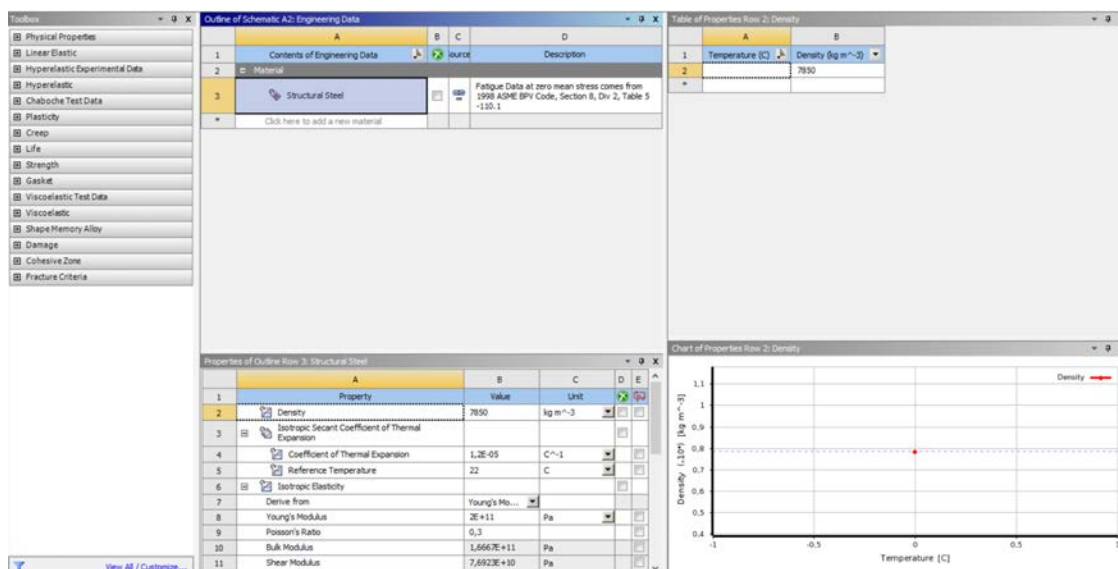 Toolbox
Physical Properties
Linear Elastic
Hyperelastic Experimental Data
Hyperelastic
Chaboche Test Data
Plasticity
Creep
Life
Strength
Gasket
Viscoelastic Test Data
Viscoelastic
Shape Memory Alloy
Damage
Cohesive Zone
Fracture Criteria
View All / Customize...
Outline of Schematic A2: Engineering Data
A B C D
1 Contents of Engineering Data ource Description
2 Material
3 Structural Steel
Fatigue Data at zero mean stress comes from
1998 ASME BPV Code, Section 8, Div 2, Table 5
-110.1
* Click here to add a new material
Properties of Outline Row 3: Structural Steel
A B C D E
1 Property Value Unit
2 Density 7850 kg m^-3
3 Isotropic Secant Coefficient of Thermal
Expansion
4 Coefficient of Thermal Expansion 1,2E-05 C^-1
5 Reference Temperature 22 C
6 Isotropic Elasticity
7 Derive from Young's Mo...
8 Young's Modulus 2E+11 Pa
9 Poisson's Ratio 0,3
10 Bulk Modulus 1,6667E+11 Pa
11 Shear Modulus 7,6923E+10 Pa
Table of Properties Row 2: Density
A B
1 Temperature (C) Density (kg m^-3)
2 7850
*
Chart of Properties Row 2: Density
Density
Density (.10⁴) [kg m^-3]
1,1
1
0,9
0,8
0,7
0,6
0,5
0,4
-1 -0,5 0 0,5 1
Temperature [C]